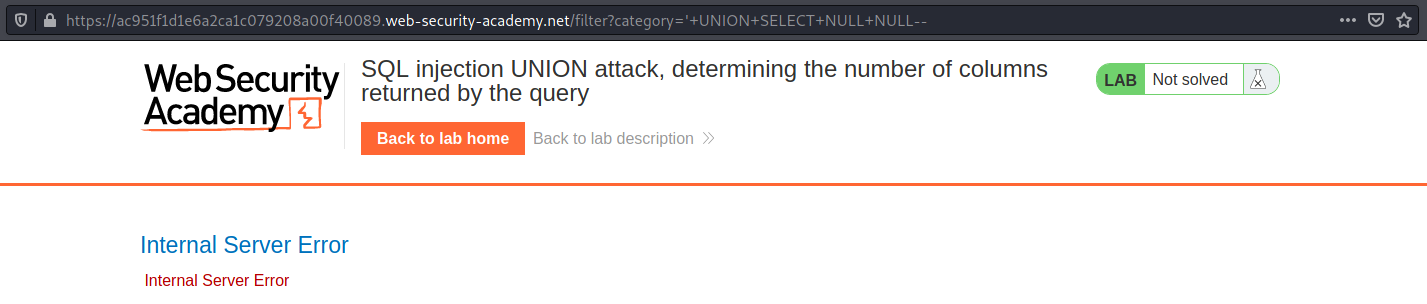 https://ac951f1d1e6a2ca1c079208a00f40089.web-security-academy.net/filter?category='+UNION+SELECT+NULL+NULL--
Web Security
Academy
SQL injection UNION attack, determining the number of columns
returned by the query
LAB Not solved
Back to lab home Back to lab description
Internal Server Error
Internal Server Error